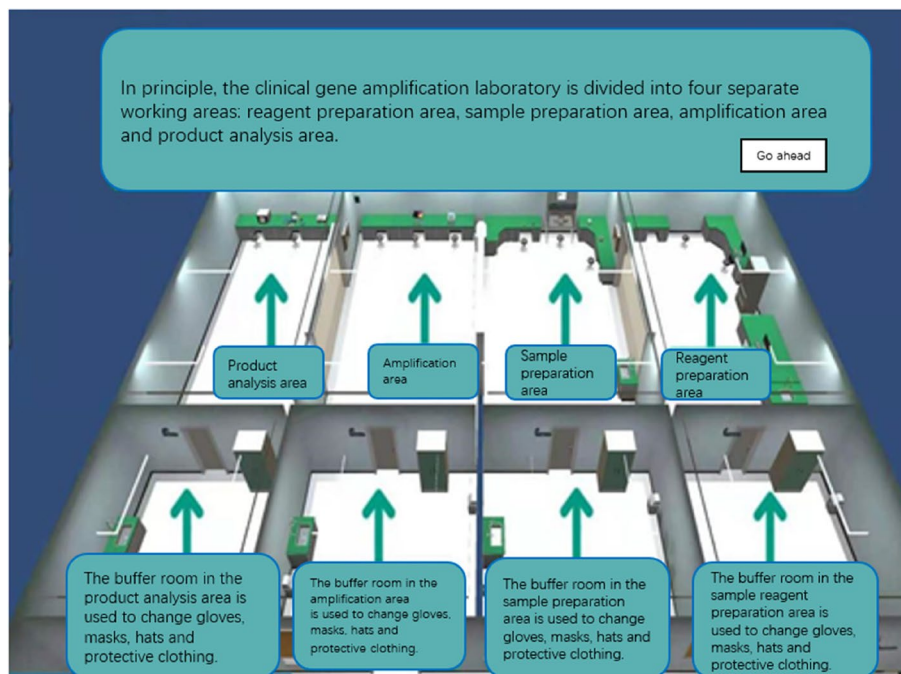 In principle, the clinical gene amplification laboratory is divided into four separate
working areas: reagent preparation area, sample preparation area, amplification area
and product analysis area.
Go ahead
Product
analysis area
Amplification
area
Sample
preparation
area
Reagent
preparation
area
The buffer room in the
product analysis area is
used to change gloves,
masks, hats and
protective clothing.
The buffer room in the
amplification area
is used to change gloves,
masks, hats and
protective clothing.
The buffer room in the
sample preparation
area is used to change
gloves, masks, hats and
protective clothing.
The buffer room in the
sample reagent
preparation area is
used to change gloves,
masks, hats and
protective clothing.